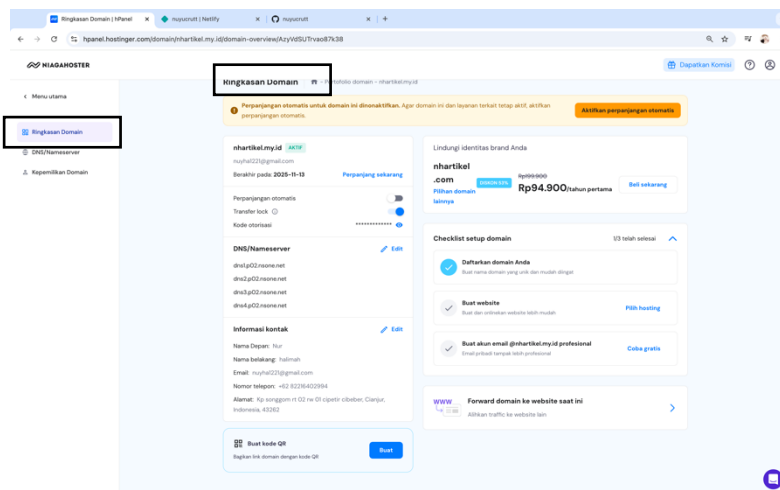 Ringkasan Domain | hPanel
nuyucrutt | Netlify
nuyucrutt
hpanel.hostinger.com/domain/nhartikel.my.id/domain-overview/AzyVdSUTrvao87k38
NIAGAHOSTER
Dapatkan Komisi
Menu utama
Ringkasan Domain
DNS/Nameserver
Kepemilikan Domain
Ringkasan Domain
- Portofolio domain - nhartikel.my.id
Perpanjangan otomatis untuk domain ini dinonaktifkan. Agar domain ini dan layanan terkait tetap aktif, aktifkan
perpanjangan otomatis.
Aktifkan perpanjangan otomatis
nhartikel.my.id AKTIF
nuyhal221@gmail.com
Berakhir pada: 2025-11-13
Perpanjang sekarang
Perpanjangan otomatis
Transfer lock
Kode otorisasi
**************
DNS/Nameserver
Edit
dns1.p02.nsone.net
dns2.p02.nsone.net
dns3.p02.nsone.net
dns4.p02.nsone.net
Informasi kontak
Edit
Nama Depan: Nur
Nama belakang: halimah
Email: nuyhal221@gmail.com
Nomor telepon: +62 82216402994
Alamat: Kp songgom rt 02 rw 01 cipetir cibeber, Cianjur,
Indonesia, 43262
Buat kode QR
Bagikan link domain dengan kode QR
Buat
Lindungi identitas brand Anda
nhartikel
.com
Pilihan domain
lainnya
DISKON 53%
Rp199.900
Rp94.900/tahun pertama
Beli sekarang
Checklist setup domain
1/3 telah selesai
Daftarkan domain Anda
Buat nama domain yang unik dan mudah diingat
Buat website
Buat dan onlinekan website lebih mudah
Pilih hosting
Buat akun email @nhartikel.my.id profesional
Email pribadi tampak lebih profesional
Coba gratis
www
Forward domain ke website saat ini
Alihkan traffic ke website lain